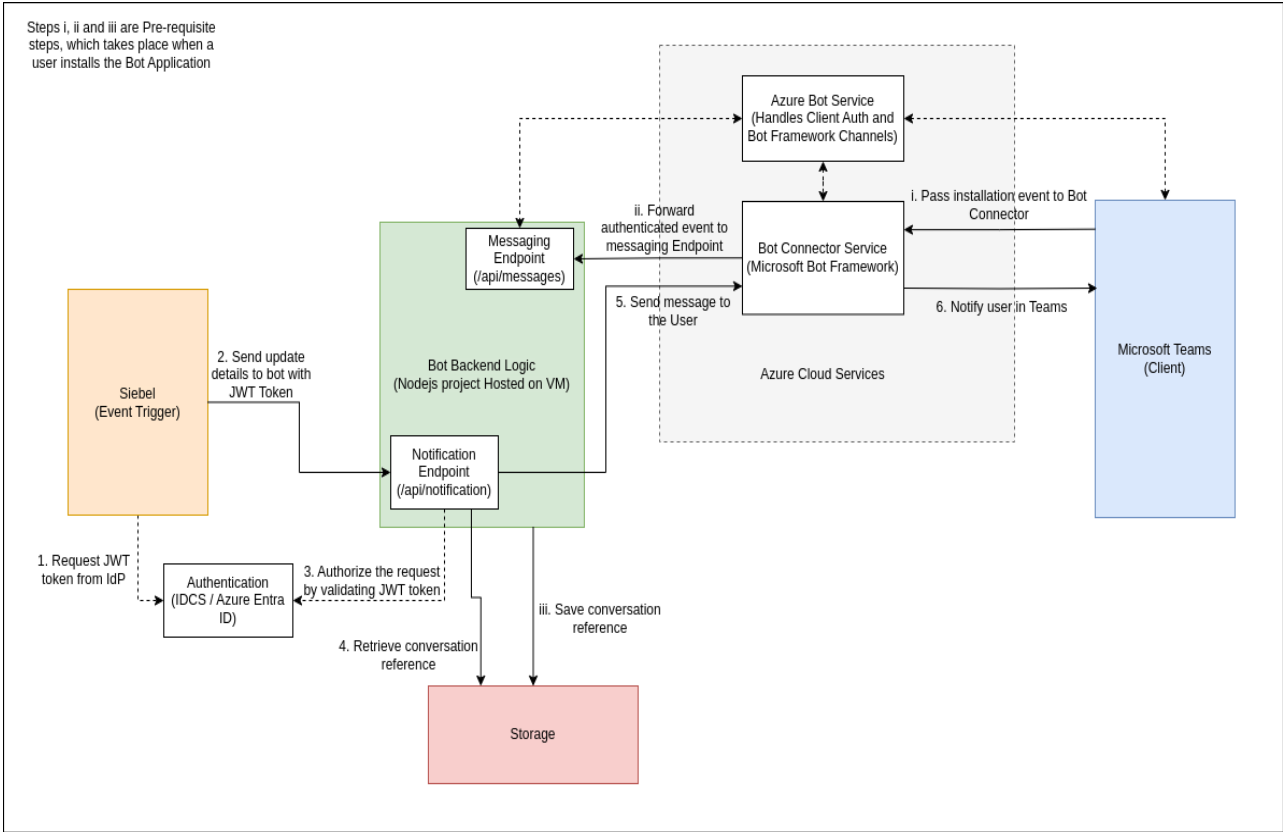 Steps i, ii and iii are Pre-requisite
steps, which takes place when a
user installs the Bot Application
Azure Bot Service
(Handles Client Auth and
Bot Framework Channels)
i. Pass installation event to Bot
Connector
ii. Forward
authenticated event to
messaging Endpoint
Messaging
Endpoint
(/api/messages)
Bot Connector Service
(Microsoft Bot Framework)
5. Send message to
the User
6. Notify user in Teams
Microsoft Teams
(Client)
2. Send update
details to bot with
JWT Token
Bot Backend Logic
(Nodejs project Hosted on VM)
Azure Cloud Services
Siebel
(Event Trigger)
Notification
Endpoint
(/api/notification)
1. Request JWT
token from IdP
Authentication
(IDCS / Azure Entra
ID)
3. Authorize the request
by validating JWT token
iii. Save conversation
reference
4. Retrieve conversation
reference
Storage